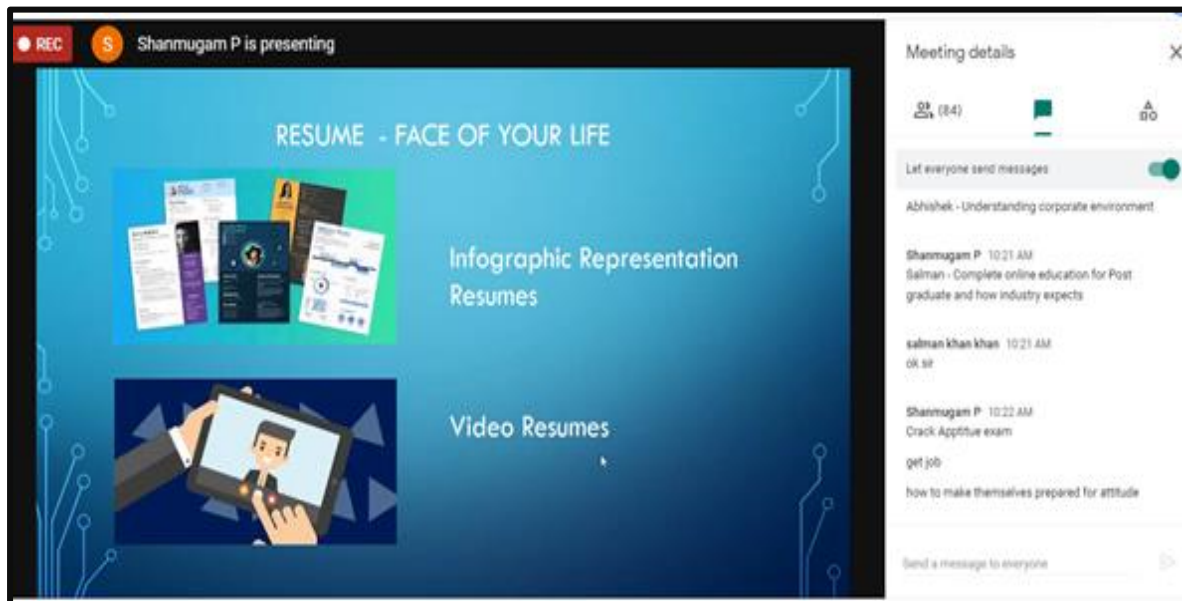 REC
S
Shanmugam P is presenting
RESUME - FACE OF YOUR LIFE
Infographic Representation
Resumes
Video Resumes
Meeting details
(84)
Let everyone send messages
Abhishek - Understanding corporate environment
Shanmugam P 10:21 AM
Salman - Complete online education for Post
graduate and how industry expects
salman khan khan 10:21 AM
ok sir
Shanmugam P 10:22 AM
Crack Apptitue exam
get job
how to make themselves prepared for attitude
Send a message to everyone